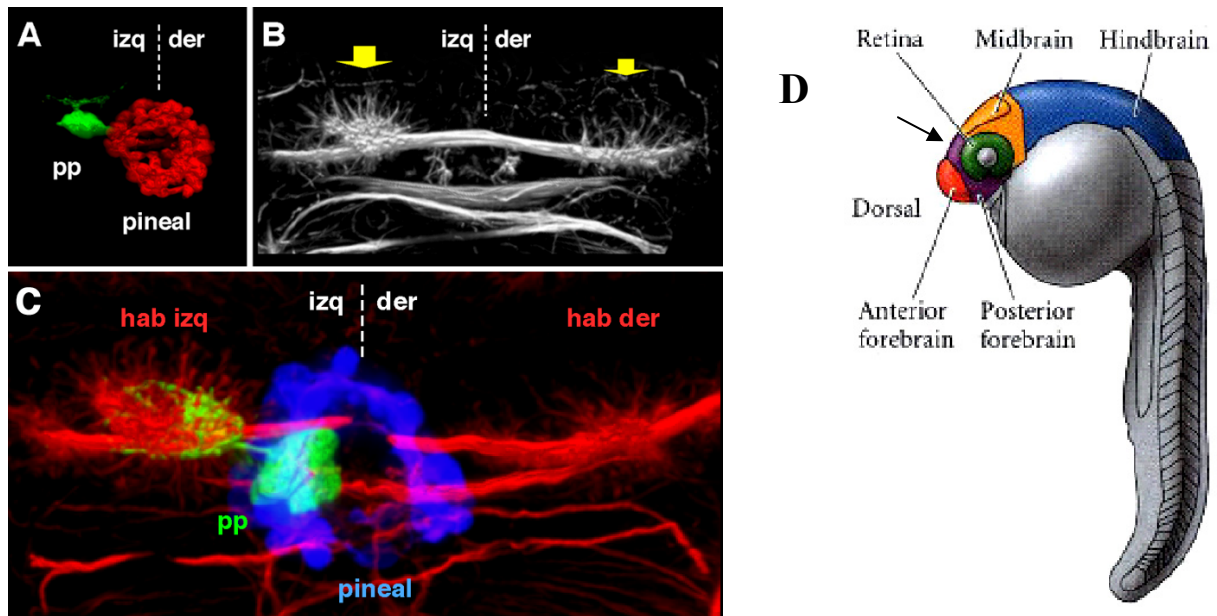 A
izq der
pp
pineal
B
izq der
C
izq der
hab izq
hab der
pp
pineal
D
Retina
Midbrain
Hindbrain
Dorsal
Anterior
forebrain
Posterior
forebrain